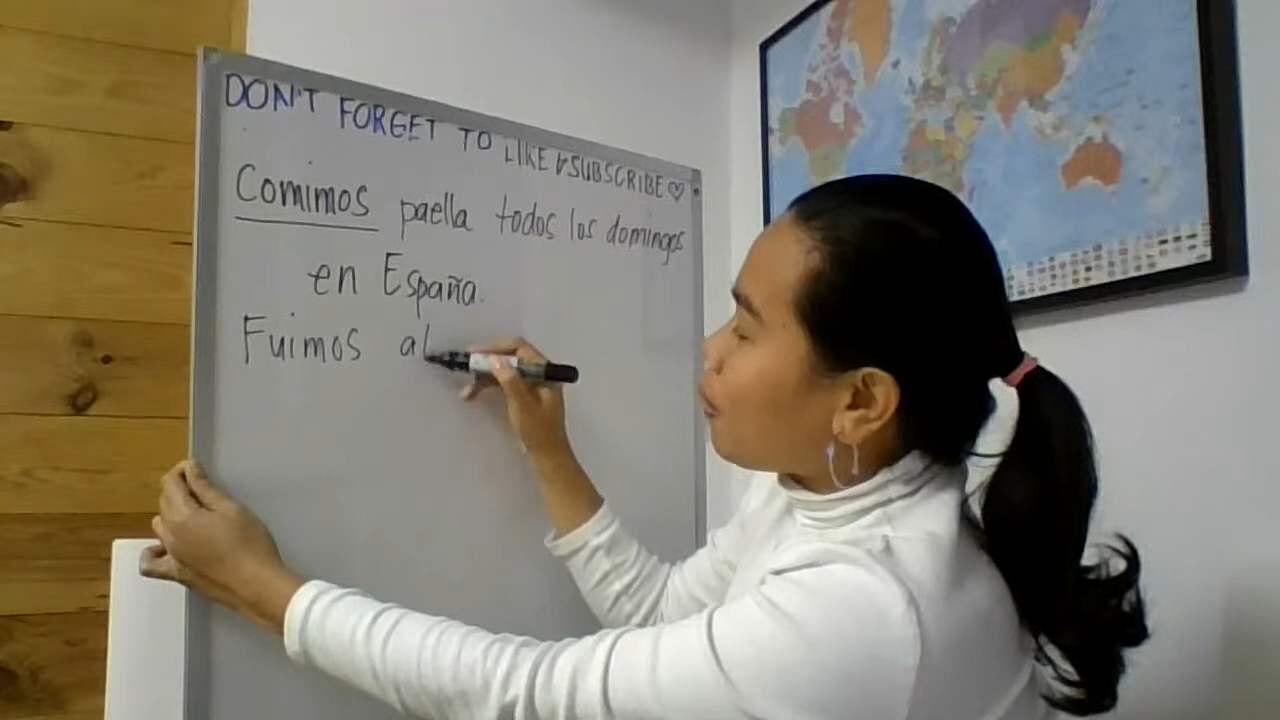 DON'T FORGET TO LIKE & SUBSCRIBE ♡
Comimos paella todos los domingos
en España.
Fuimos al